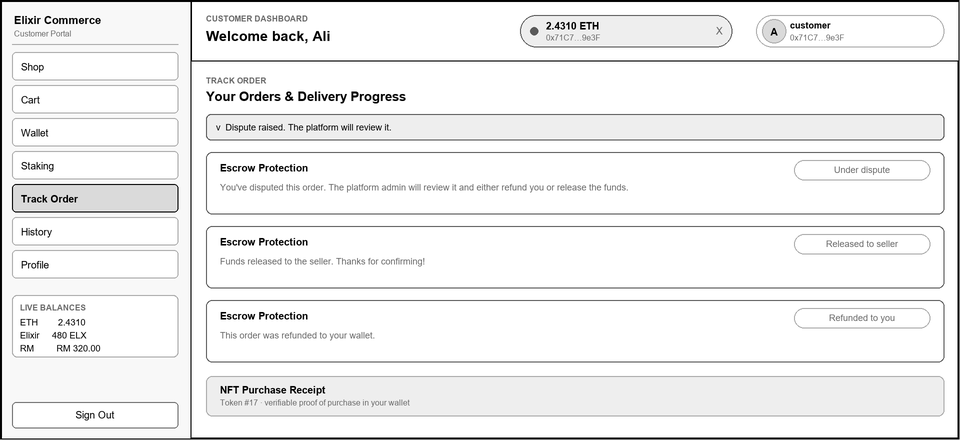 Elixir Commerce
Customer Portal
Shop
Cart
Wallet
Staking
Track Order
History
Profile
LIVE BALANCES
ETH 2.4310
Elixir 480 ELX
RM RM 320.00
Sign Out
CUSTOMER DASHBOARD
Welcome back, Ali
2.4310 ETH
0x71C7...9e3F
X
A
customer
0x71C7...9e3F
TRACK ORDER
Your Orders & Delivery Progress
v Dispute raised. The platform will review it.
Escrow Protection
Under dispute
You've disputed this order. The platform admin will review it and either refund you or release the funds.
Escrow Protection
Released to seller
Funds released to the seller. Thanks for confirming!
Escrow Protection
Refunded to you
This order was refunded to your wallet.
NFT Purchase Receipt
Token #17 · verifiable proof of purchase in your wallet